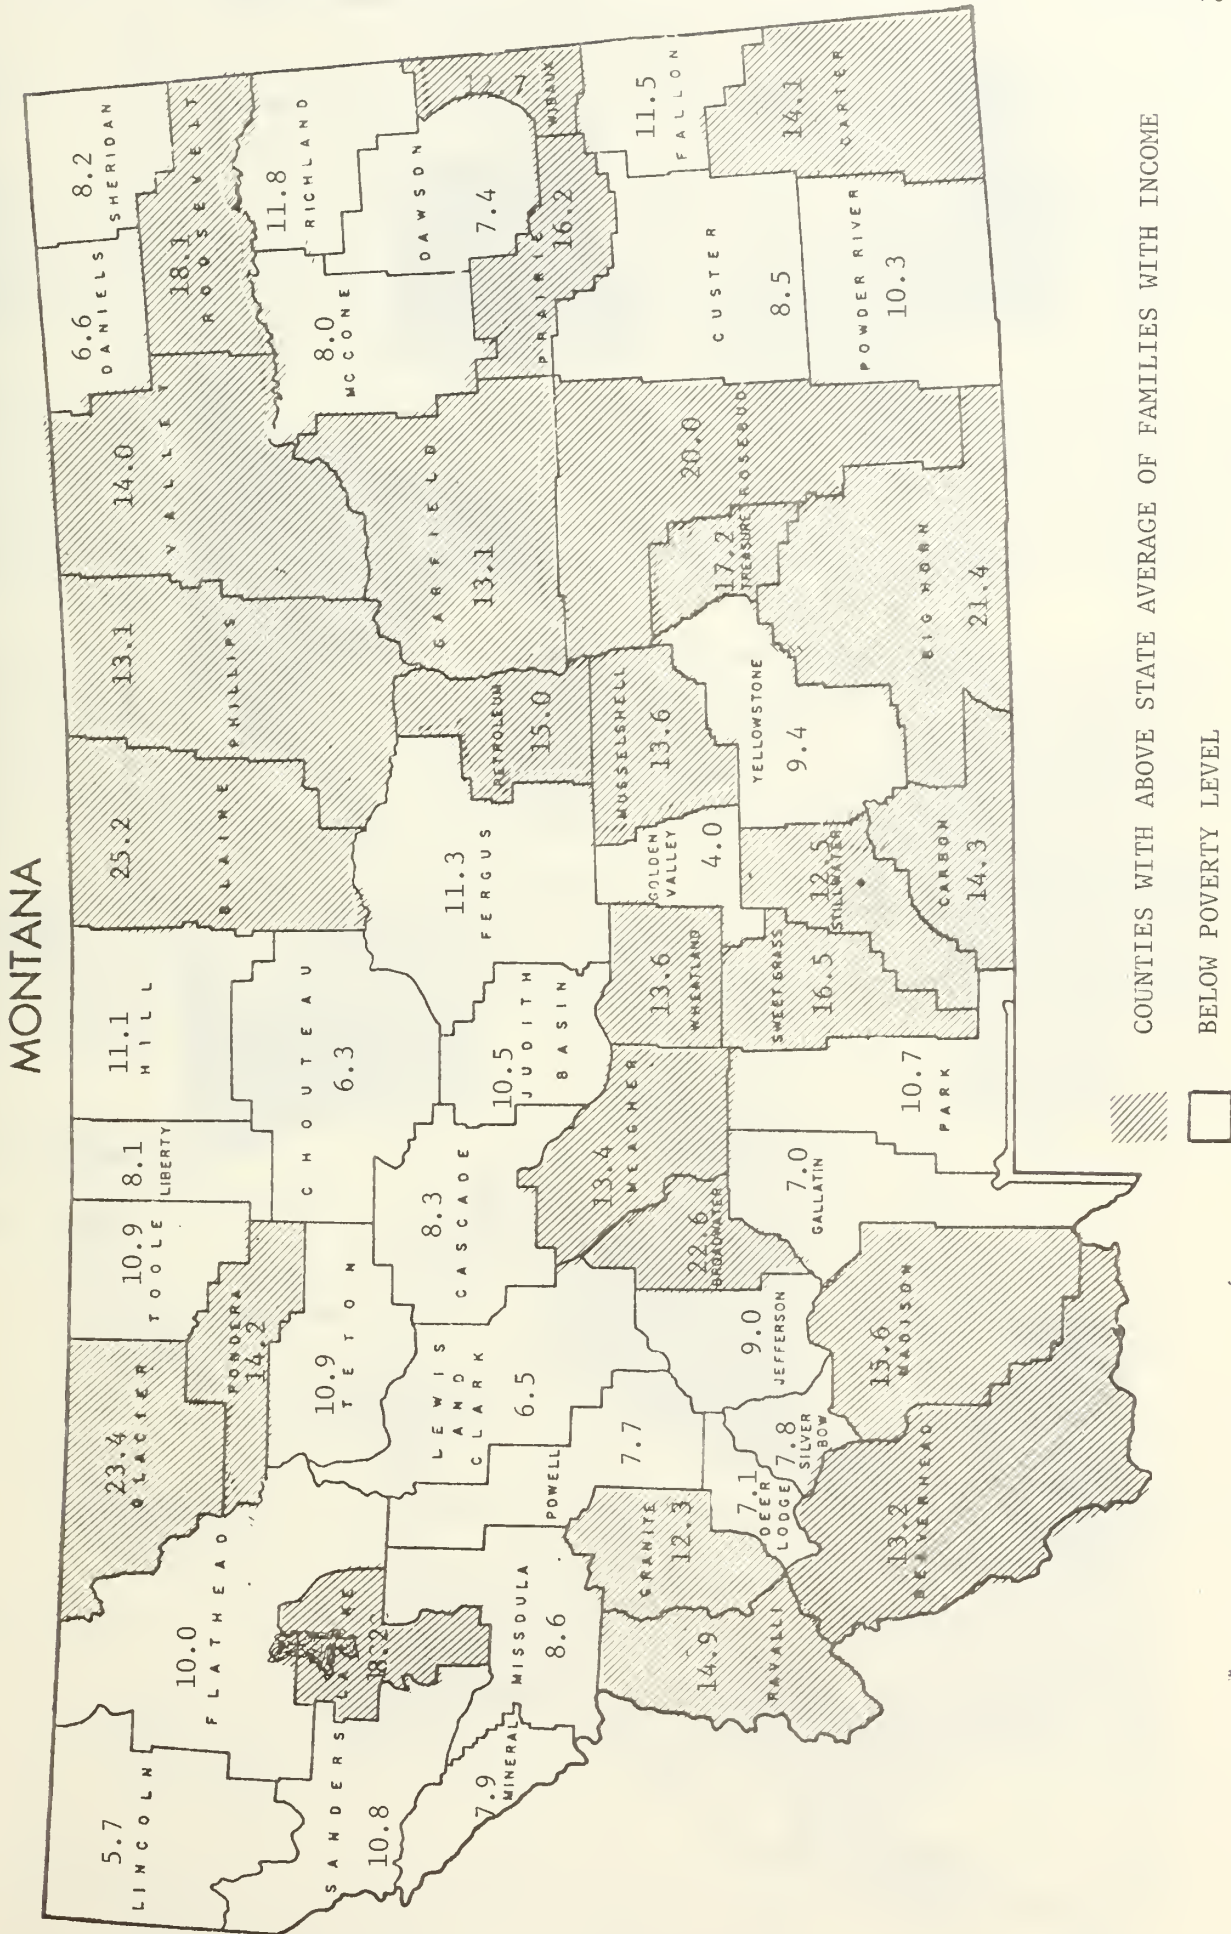 MONTANA
5.7
LINCOLN
10.0
FLATHEAD
23.4
GLACIER
10.9
TOOLE
8.1
LIBERTY
11.1
HILL
25.2
BLAINE
13.1
PHILLIPS
14.0
VALLEY
6.6
DANIELS
8.2
SHERIDAN
18.1
ROOSEVELT
PONDERA
14.2
10.9
TETON
CHOUTEAU
6.3
11.8
RICHLAND
8.0
MCCONE
DAWSON
7.4
WIBAUX
PRAIRIE
16.2
SANDERS
10.8
LAKE
18.2
7.9
MINERAL
MISSOULA
8.6
POWELL
7.7
LEWIS
AND
CLARK
6.5
8.3
CASCADE
10.5
JUDITH
BASIN
11.3
FERGUS
PETROLEUM
15.0
GARFIELD
13.1
14.9
RAVALLI
GRANITE
12.3
7.1
DEER
LODGE
7.8
SILVER
BOW
9.0
JEFFERSON
22.6
BROADWATER
13.4
MEAGHER
13.6
WHEATLAND
GOLDEN
VALLEY
4.0
MUSSELSHELL
13.6
17.2
TREASURE
20.0
ROSEBUD
CUSTER
8.5
11.5
FALLON
13.2
BEAVERHEAD
15.6
MADISON
7.0
GALLATIN
10.7
PARK
SWEET GRASS
16.5
12.5
STILLWATER
CARBON
14.3
YELLOWSTONE
9.4
BIG HORN
21.4
POWDER RIVER
10.3
14.1
CARTER
COUNTIES WITH ABOVE STATE AVERAGE OF FAMILIES WITH INCOME
BELOW POVERTY LEVEL